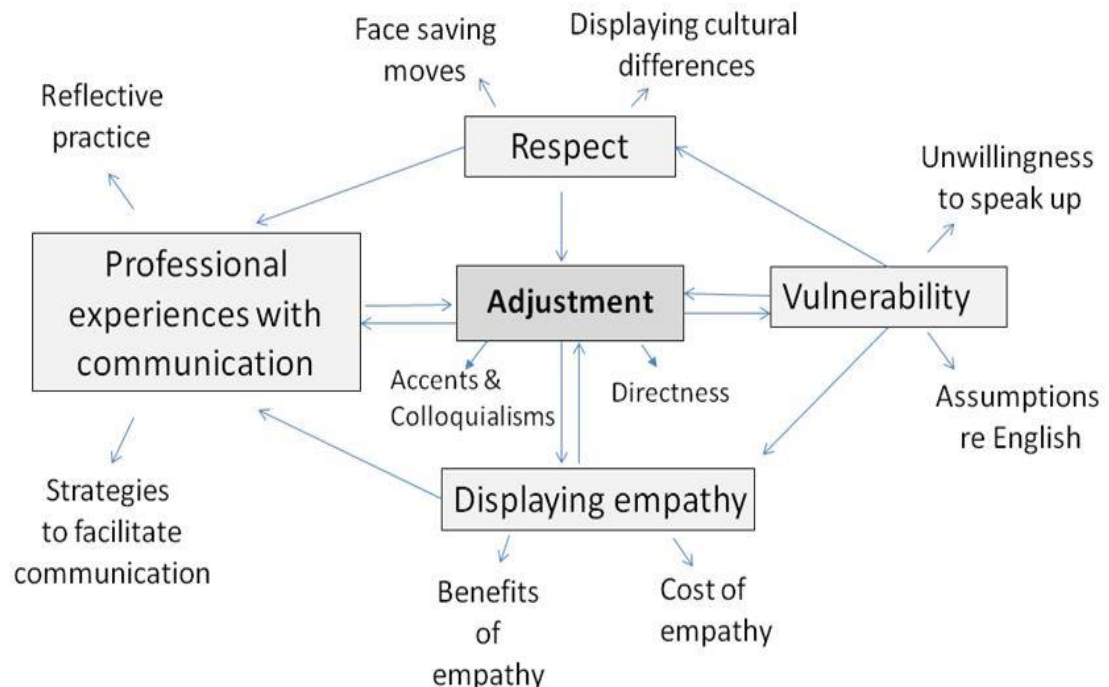 Face saving
moves
Displaying cultural
differences
Reflective
practice
Respect
Unwillingness
to speak up
Professional
experiences with
communication
Adjustment
Vulnerability
Accents &
Colloquialisms
Directness
Assumptions
re English
Displaying empathy
Strategies
to facilitate
communication
Benefits
of
empathy
Cost of
empathy